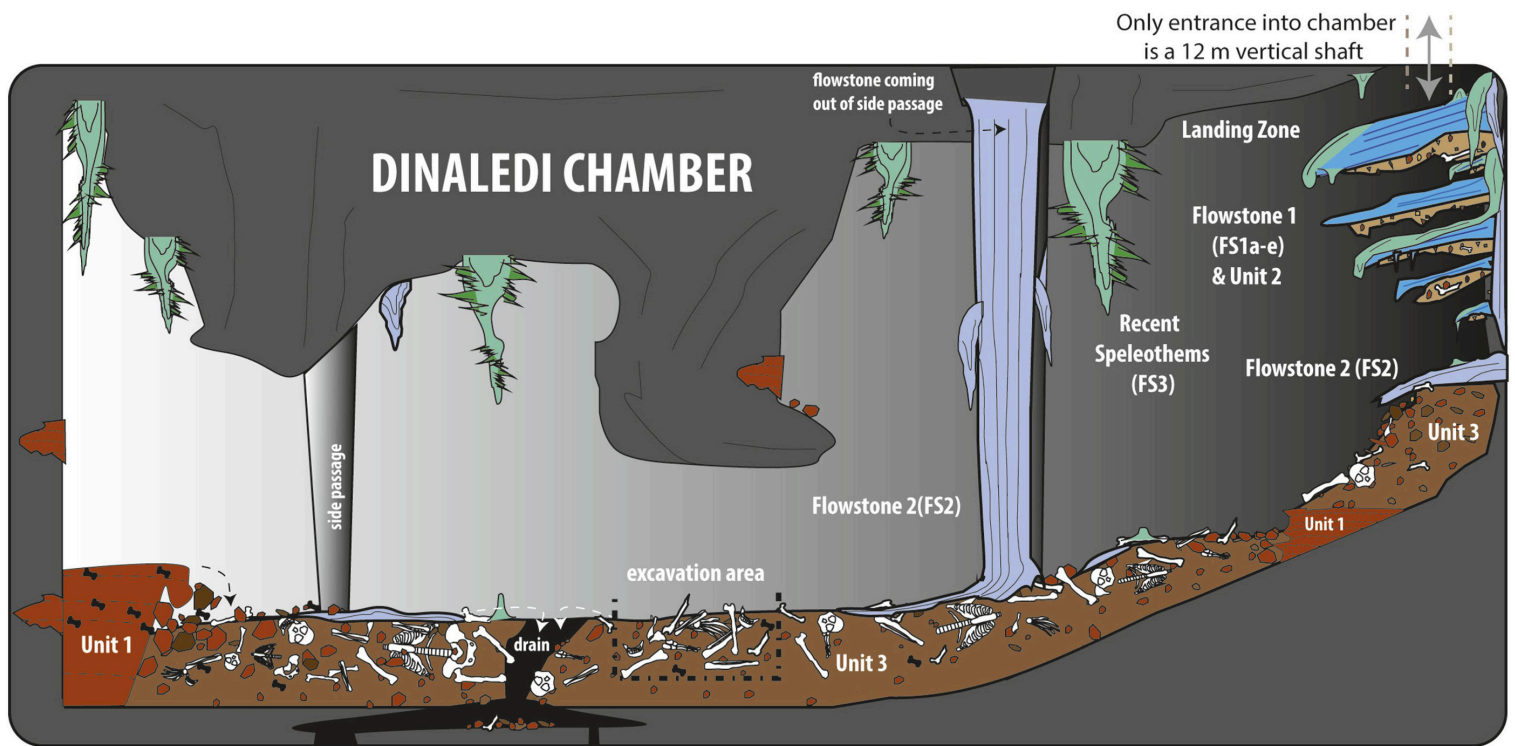 Only entrance into chamber
is a 12 m vertical shaft
flowstone coming
out of side passage
Landing Zone
DINALEDI CHAMBER
Flowstone 1
(FS1a-e)
& Unit 2
Recent
Speleothems
(FS3)
Flowstone 2 (FS2)
Unit 3
side passage
Flowstone 2(FS2)
Unit 1
excavation area
Unit 1
drain
Unit 3